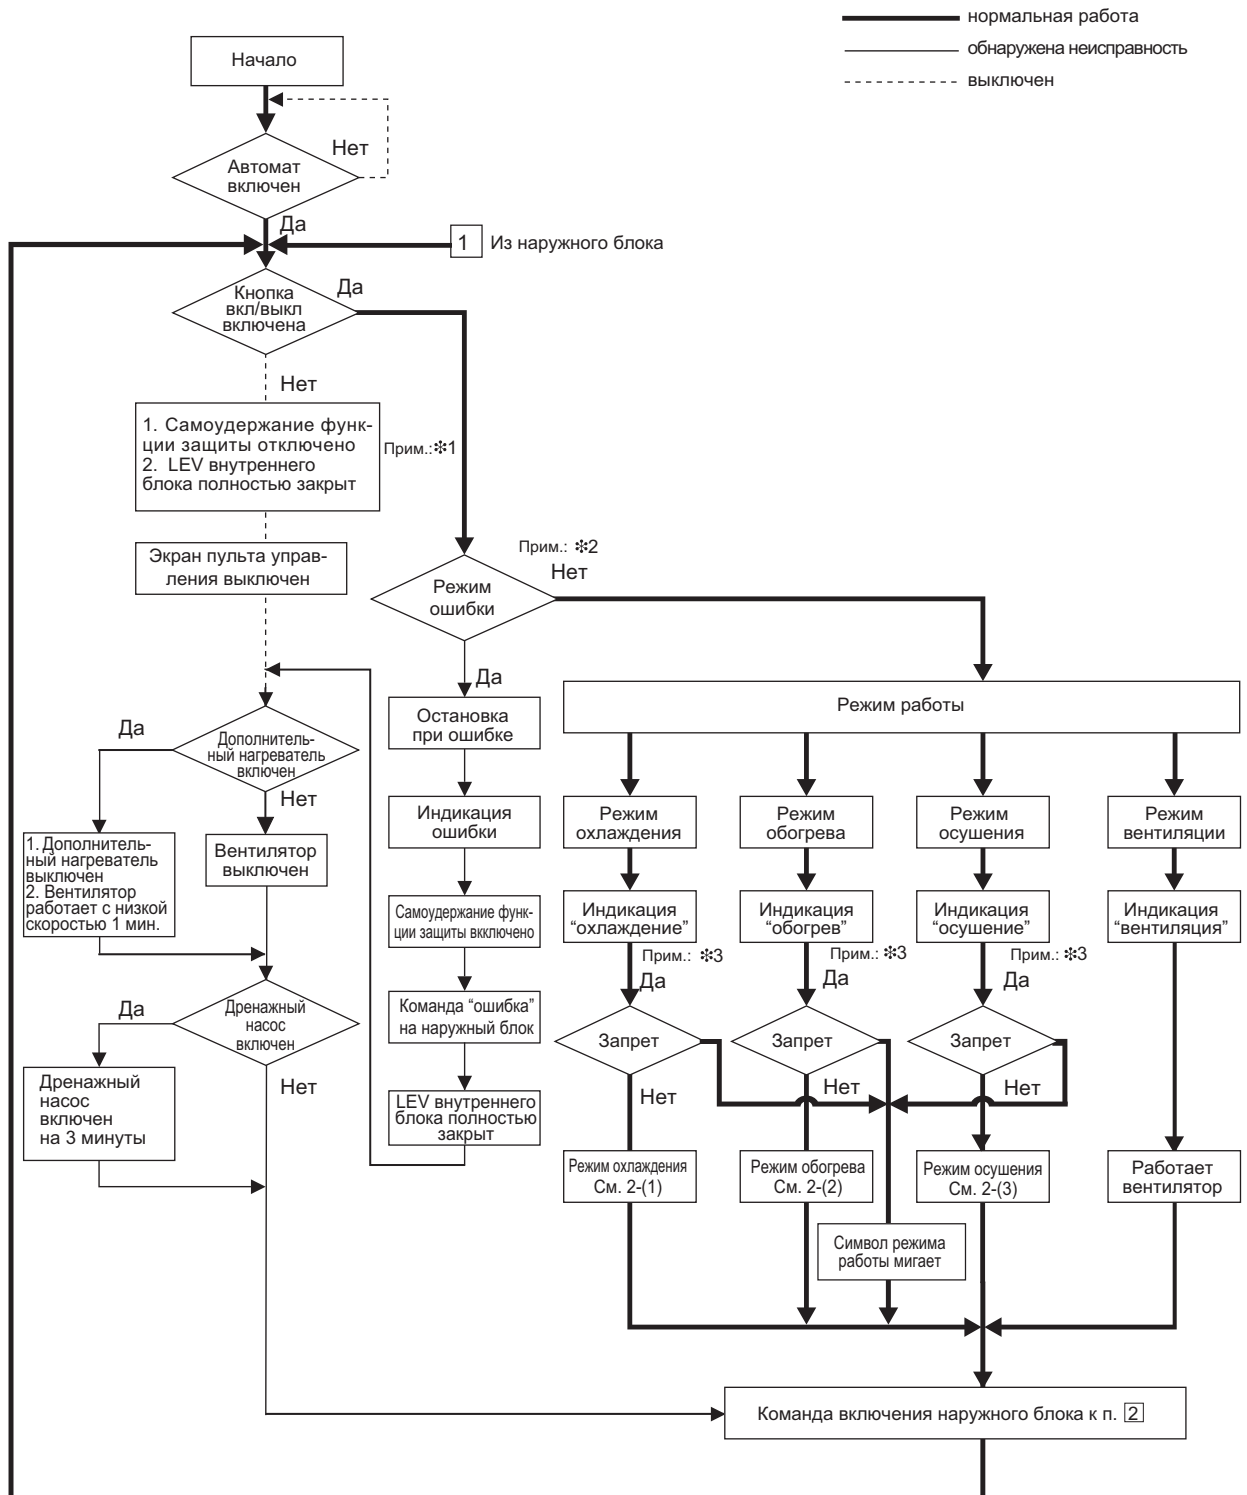 нормальная работа
обнаружена неисправность
выключен
Начало
Нет
Автомат
включен
Да
1 Из наружного блока
Кнопка
вкл/выкл
включена
Да
Нет
1. Самоудержание функ-
ции защиты отключено
2. LEV внутреннего
блока полностью закрыт
Прим.:❇1
Экран пульта управ-
ления выключен
Прим.: ❇2
Нет
Режим
ошибки
Да
Режим работы
Остановка
при ошибке
Да
Дополнитель-
ный нагреватель
включен
Нет
Индикация
ошибки
Режим
охлаждения
Режим
обогрева
Режим
осушения
Режим
вентиляции
1. Дополнитель-
ный нагреватель
выключен
2. Вентилятор
работает с низкой
скоростью 1 мин.
Вентилятор
выключен
Самоудержание функ-
ции защиты вкключено
Индикация
“охлаждение”
Индикация
“обогрев”
Индикация
“осушение”
Индикация
“вентиляция”
Прим.: ❇3
Да
Прим.: ❇3
Да
Прим.: ❇3
Да
Да
Дренажный
насос
включен
Нет
Команда “ошибка”
на наружный блок
Запрет
Запрет
Запрет
Нет
Нет
Нет
Дренажный
насос
включен
на 3 минуты
LEV внутреннего
блока полностью
закрыт
Режим охлаждения
См. 2-(1)
Режим обогрева
См. 2-(2)
Режим осушения
См. 2-(3)
Работает
вентилятор
Символ режима
работы мигает
Команда включения наружного блока к п. 2